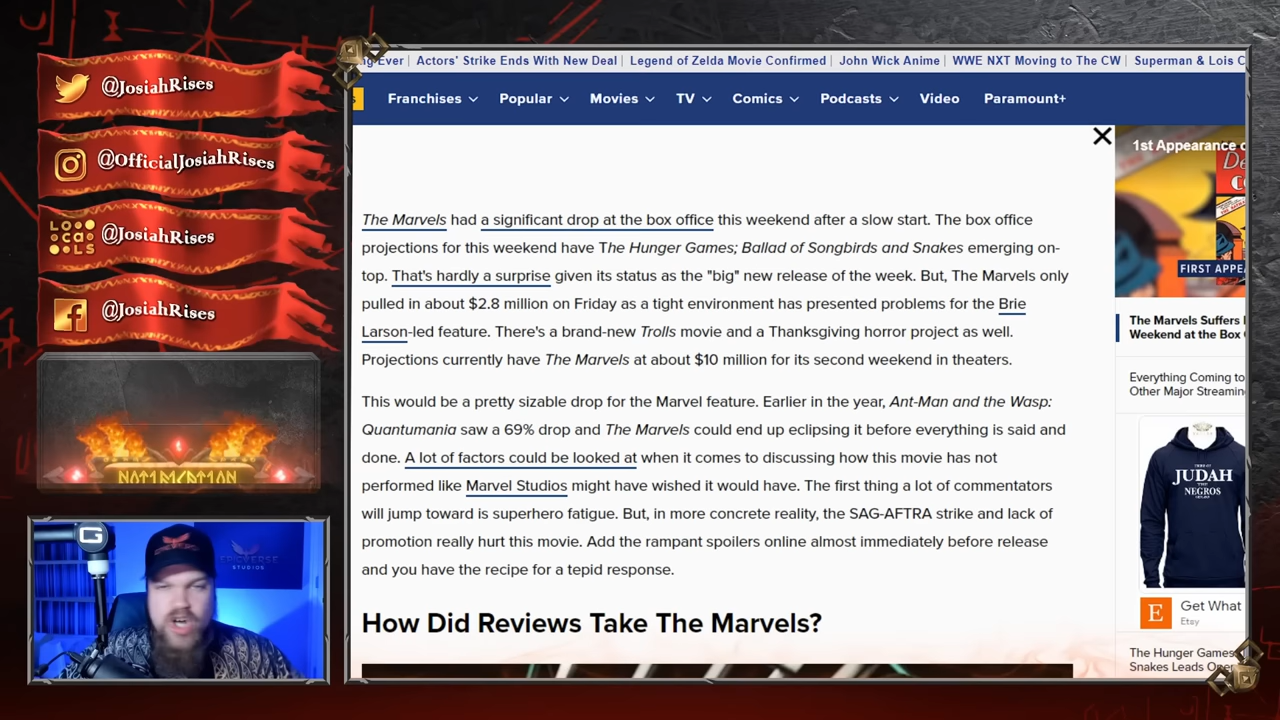 @JosiahRises
@OfficialJosiahRises
LO CA LS
@JosiahRises
@JosiahRises
G
STUDIOS
Ever | Actors' Strike Ends With New Deal | Legend of Zelda Movie Confirmed | John Wick Anime | WWE NXT Moving to The CW | Superman & Lois C
s Franchises Popular Movies TV Comics Podcasts Video Paramount+
The Marvels had a significant drop at the box office this weekend after a slow start. The box office
projections for this weekend have The Hunger Games; Ballad of Songbirds and Snakes emerging on-
top. That's hardly a surprise given its status as the "big" new release of the week. But, The Marvels only
pulled in about $2.8 million on Friday as a tight environment has presented problems for the Brie
Larson-led feature. There's a brand-new Trolls movie and a Thanksgiving horror project as well.
Projections currently have The Marvels at about $10 million for its second weekend in theaters.
This would be a pretty sizable drop for the Marvel feature. Earlier in the year, Ant-Man and the Wasp:
Quantumania saw a 69% drop and The Marvels could end up eclipsing it before everything is said and
done. A lot of factors could be looked at when it comes to discussing how this movie has not
performed like Marvel Studios might have wished it would have. The first thing a lot of commentators
will jump toward is superhero fatigue. But, in more concrete reality, the SAG-AFTRA strike and lack of
promotion really hurt this movie. Add the rampant spoilers online almost immediately before release
and you have the recipe for a tepid response.
How Did Reviews Take The Marvels?
1st Appearance
FIRST APPE
The Marvels Suffers
Weekend at the Box
Everything Coming to
Other Major Streamin
JUDAH
NEGROS
E Get What
Etsy
The Hunger Games
Snakes Leads